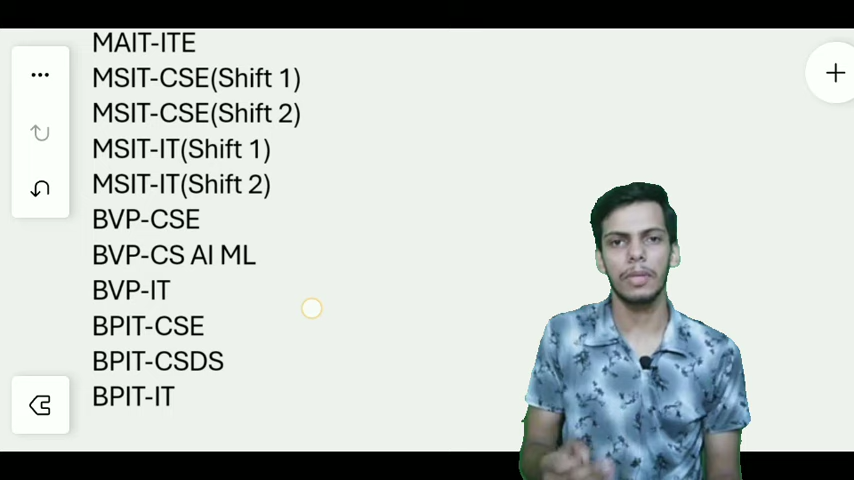 MAIT-ITE
MSIT-CSE(Shift 1)
MSIT-CSE(Shift 2)
MSIT-IT(Shift 1)
MSIT-IT(Shift 2)
BVP-CSE
BVP-CS AI ML
BVP-IT
BPIT-CSE
BPIT-CSDS
BPIT-IT